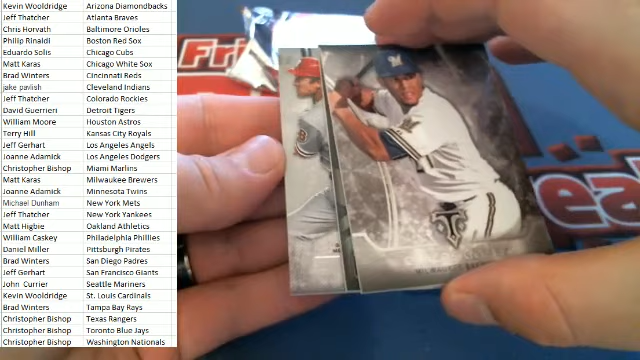 Kevin Wooldridge Arizona Diamondbacks
Jeff Thatcher Atlanta Braves
Chris Horvath Baltimore Orioles
Philip Rinaldi Boston Red Sox
Eduardo Solis Chicago Cubs
Matt Karas Chicago White Sox
Brad Winters Cincinnati Reds
jake pavlish Cleveland Indians
Jeff Thatcher Colorado Rockies
David Guerrieri Detroit Tigers
William Moore Houston Astros
Terry Hill Kansas City Royals
Jeff Gerhart Los Angeles Angels
Joanne Adamick Los Angeles Dodgers
Christopher Bishop Miami Marlins
Matt Karas Milwaukee Brewers
Joanne Adamick Minnesota Twins
Michael Dunham New York Mets
Jeff Thatcher New York Yankees
Matt Higbie Oakland Athletics
William Caskey Philadelphia Phillies
Daniel Miller Pittsburgh Pirates
Brad Winters San Diego Padres
Jeff Gerhart San Francisco Giants
John Currier Seattle Mariners
Kevin Wooldridge St. Louis Cardinals
Brad Winters Tampa Bay Rays
Christopher Bishop Texas Rangers
Christopher Bishop Toronto Blue Jays
Christopher Bishop Washington Nationals